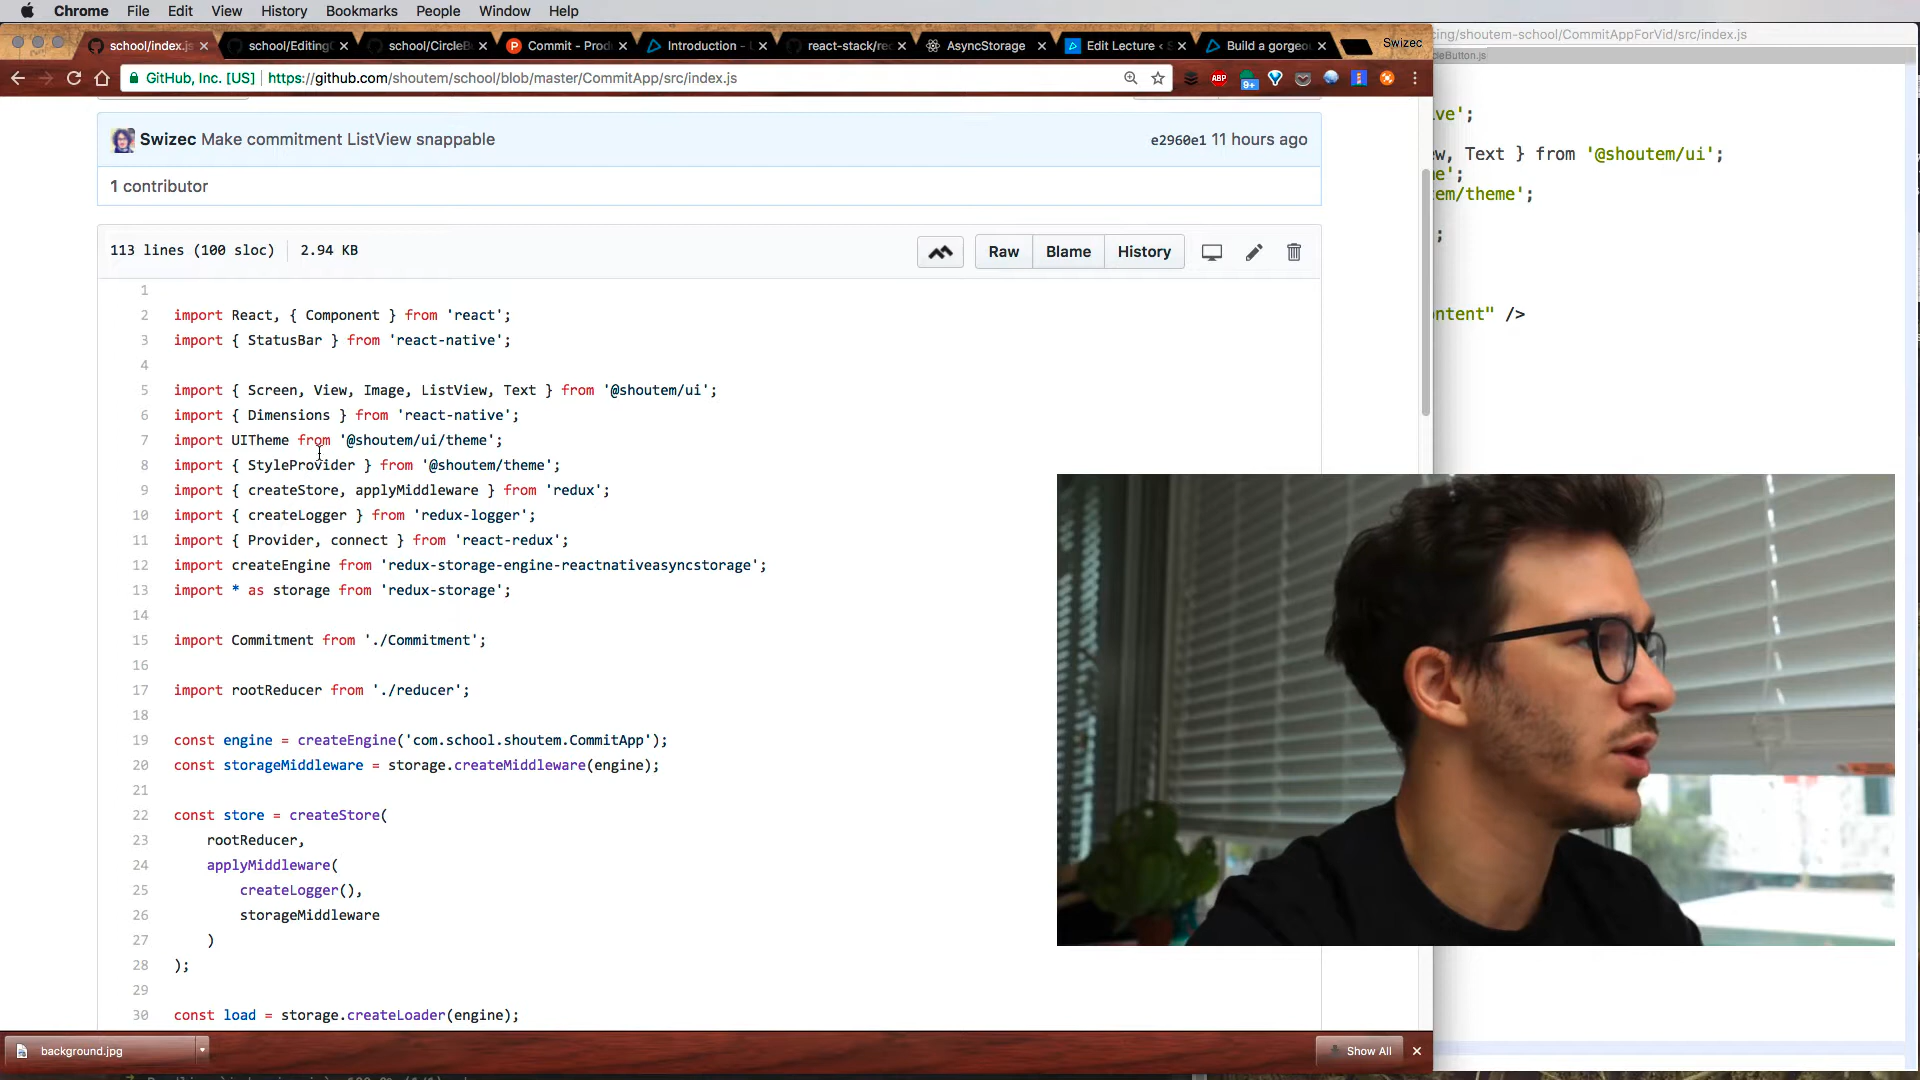 Chrome File Edit View History Bookmarks People Window Help
school/index.js school/Editing school/CircleB Commit - Prod Introduction - react-stack/re AsyncStorage Edit Lecture ‹ S Build a gorgeo Swizec
GitHub, Inc. [US] https://github.com/shoutem/school/blob/master/CommitApp/src/index.js
ABP 9+
cing/shoutem-school/CommitAppForVid/src/index.js
cleButton.js
Swizec Make commitment ListView snappable e2960e1 11 hours ago
1 contributor
113 lines (100 sloc) 2.94 KB Raw Blame History
1
2 import React, { Component } from 'react';
3 import { StatusBar } from 'react-native';
4
5 import { Screen, View, Image, ListView, Text } from '@shoutem/ui';
6 import { Dimensions } from 'react-native';
7 import UITheme from '@shoutem/ui/theme';
8 import { StyleProvider } from '@shoutem/theme';
9 import { createStore, applyMiddleware } from 'redux';
10 import { createLogger } from 'redux-logger';
11 import { Provider, connect } from 'react-redux';
12 import createEngine from 'redux-storage-engine-reactnativeasyncstorage';
13 import * as storage from 'redux-storage';
14
15 import Commitment from './Commitment';
16
17 import rootReducer from './reducer';
18
19 const engine = createEngine('com.school.shoutem.CommitApp');
20 const storageMiddleware = storage.createMiddleware(engine);
21
22 const store = createStore(
23 rootReducer,
24 applyMiddleware(
25 createLogger(),
26 storageMiddleware
27 )
28 );
29
30 const load = storage.createLoader(engine);
ve';
ew, Text } from '@shoutem/ui';
me';
em/theme';
;
ontent" />
background.jpg Show All